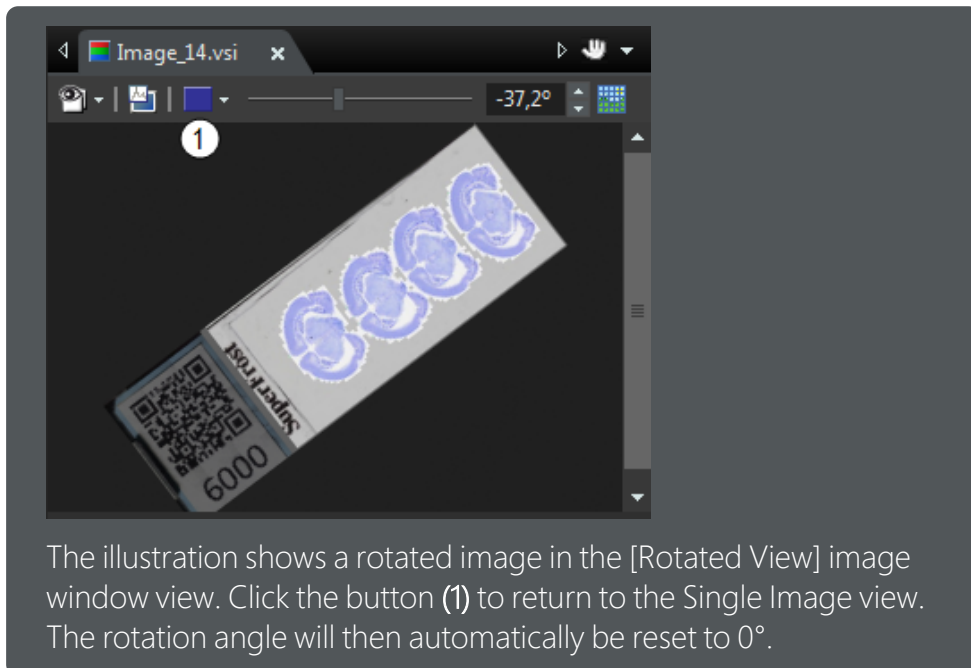 Image_14.vsi
-37,2°
1
SuperFrost
6000
The illustration shows a rotated image in the [Rotated View] image
window view. Click the button (1) to return to the Single Image view.
The rotation angle will then automatically be reset to 0°.